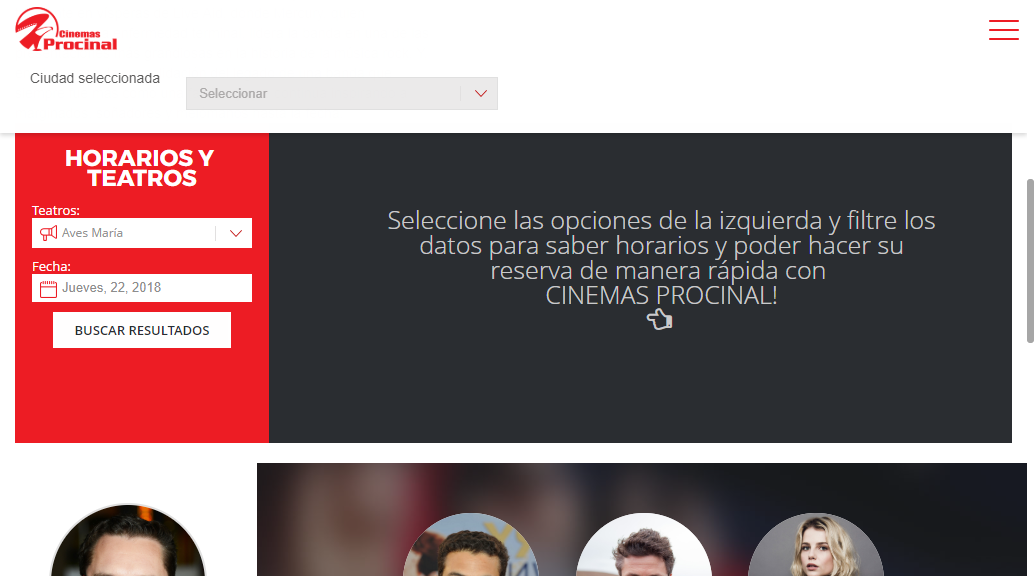 Cinemas
Procinal
Ciudad seleccionada
Seleccionar
HORARIOS Y
TEATROS
Teatros:
Aves María
Fecha:
Jueves, 22, 2018
BUSCAR RESULTADOS
Seleccione las opciones de la izquierda y filtre los
datos para saber horarios y poder hacer su
reserva de manera rápida con
CINEMAS PROCINAL!